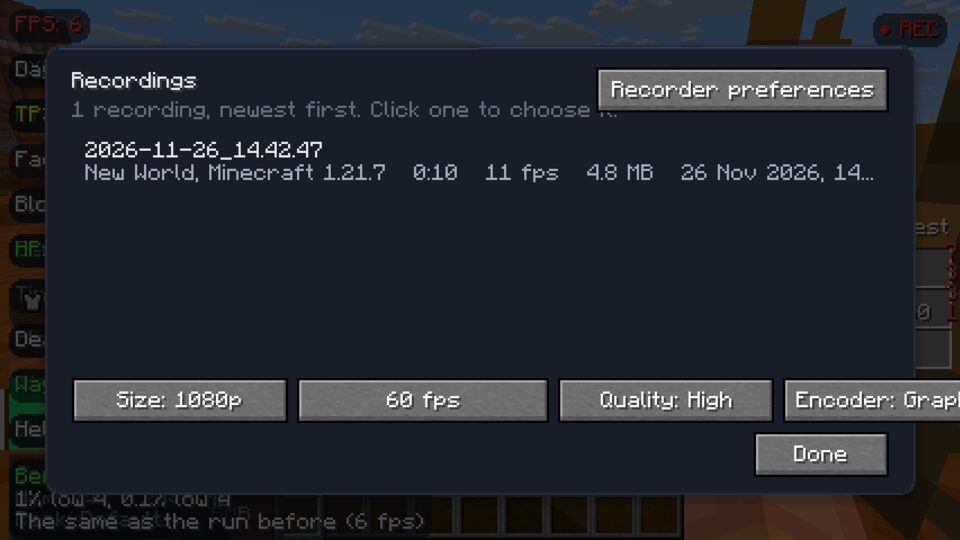 FPS: 6
REC
Recordings
Recorder preferences
1 recording, newest first. Click one to choose it.
2026-11-26_14.42.47
New World, Minecraft 1.21.7 0:10 11 fps 4.8 MB 26 Nov 2026, 14...
Size: 1080p
60 fps
Quality: High
Encoder: Grap
Done
1% low 4, 0.1% low 4
The same as the run before (6 fps)